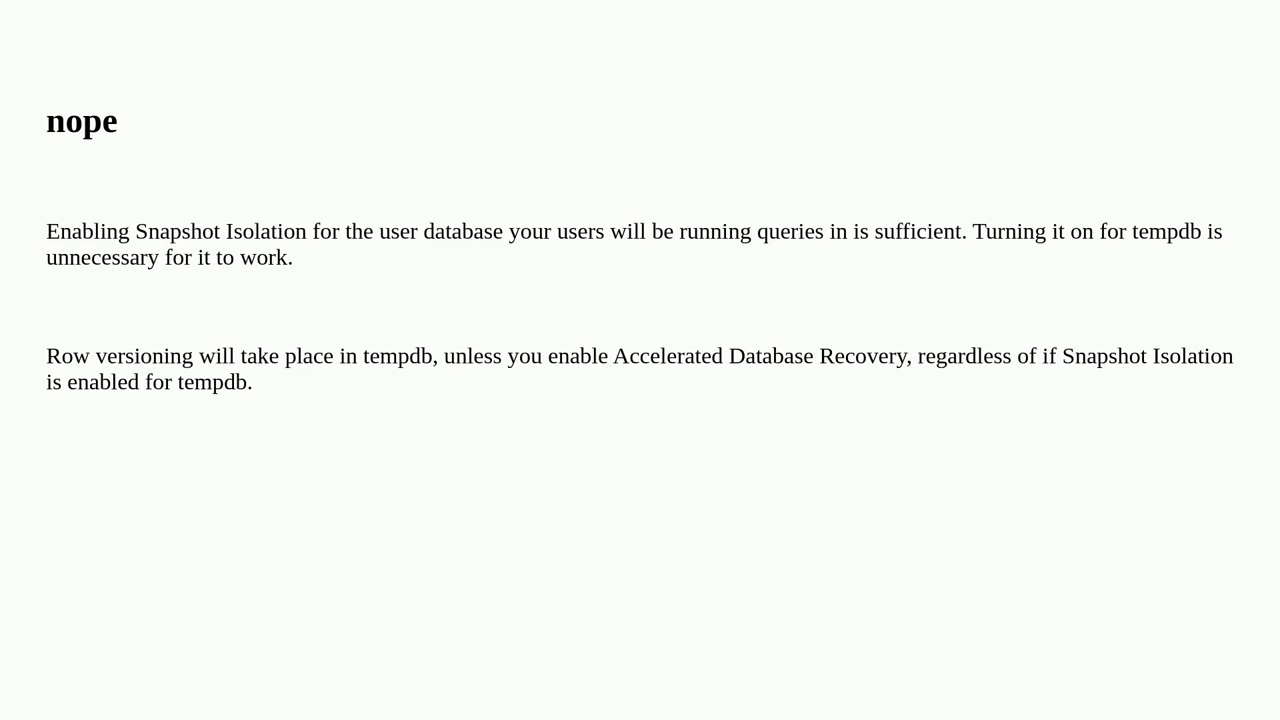 nope
Enabling Snapshot Isolation for the user database your users will be running queries in is sufficient. Turning it on for tempdb is
unnecessary for it to work.
Row versioning will take place in tempdb, unless you enable Accelerated Database Recovery, regardless of if Snapshot Isolation
is enabled for tempdb.